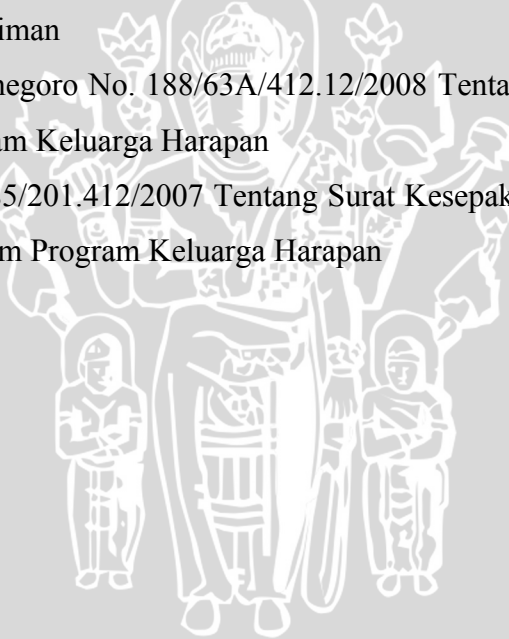 iman
negoro No. 188/63A/412.12/2008 Tenta
am Keluarga Harapan
5/201.412/2007 Tentang Surat Kesepak
m Program Keluarga Harapan